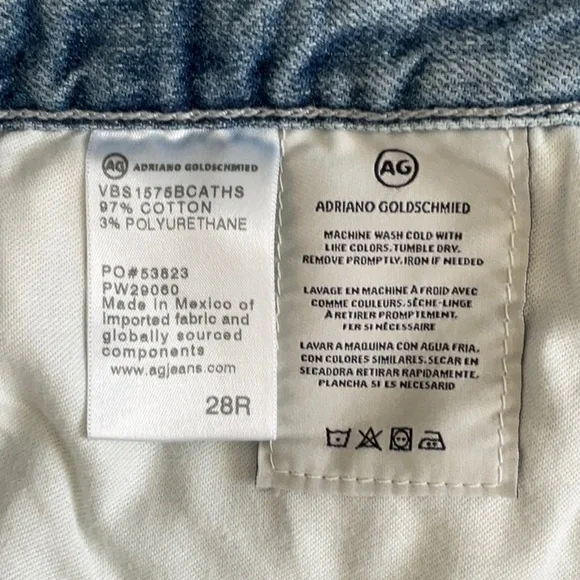 AG ADRIANO GOLDSCHMIED
VBS1575BCATHS
97% COTTON
3% POLYURETHANE
PO#53823
PW29060
Made in Mexico of
imported fabric and
globally sourced
components
www.agjeans.com
28R
AG
ADRIANO GOLDSCHMIED
MACHINE WASH COLD WITH
LIKE COLORS.TUMBLE DRY.
REMOVE PROMPTLY.IRON IF NEEDED
LAVAGE EN MACHINE À FROID AVEC
COMME COULEURS.SÈCHE-LINGE
À RETIRER PROMPTEMENT.
FER SI NÉCESSAIRE
LAVAR A MAQUINA CON AGUA FRIA.
CON COLORES SIMILARES. SECAR EN
SECADORA RETIRAR RAPIDAMENTE.
PLANCHA SI ES NECESARIO